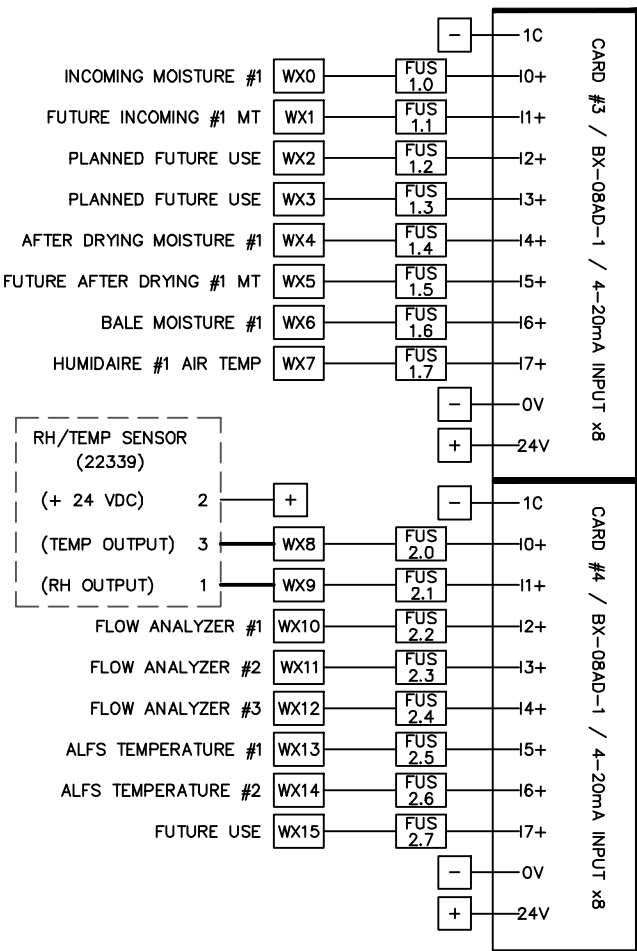 - 1C
INCOMING MOISTURE #1 WX0 FUS 1.0 I0+
FUTURE INCOMING #1 MT WX1 FUS 1.1 I1+
PLANNED FUTURE USE WX2 FUS 1.2 I2+
PLANNED FUTURE USE WX3 FUS 1.3 I3+
AFTER DRYING MOISTURE #1 WX4 FUS 1.4 I4+
FUTURE AFTER DRYING #1 MT WX5 FUS 1.5 I5+
BALE MOISTURE #1 WX6 FUS 1.6 I6+
HUMIDAIRE #1 AIR TEMP WX7 FUS 1.7 I7+
- 0V
+ 24V
CARD #3 / BX-08AD-1 / 4-20mA INPUT x8
RH/TEMP SENSOR
(22339)
(+ 24 VDC) 2 + - 1C
(TEMP OUTPUT) 3 WX8 FUS 2.0 I0+
(RH OUTPUT) 1 WX9 FUS 2.1 I1+
FLOW ANALYZER #1 WX10 FUS 2.2 I2+
FLOW ANALYZER #2 WX11 FUS 2.3 I3+
FLOW ANALYZER #3 WX12 FUS 2.4 I4+
ALFS TEMPERATURE #1 WX13 FUS 2.5 I5+
ALFS TEMPERATURE #2 WX14 FUS 2.6 I6+
FUTURE USE WX15 FUS 2.7 I7+
- 0V
+ 24V
CARD #4 / BX-08AD-1 / 4-20mA INPUT x8